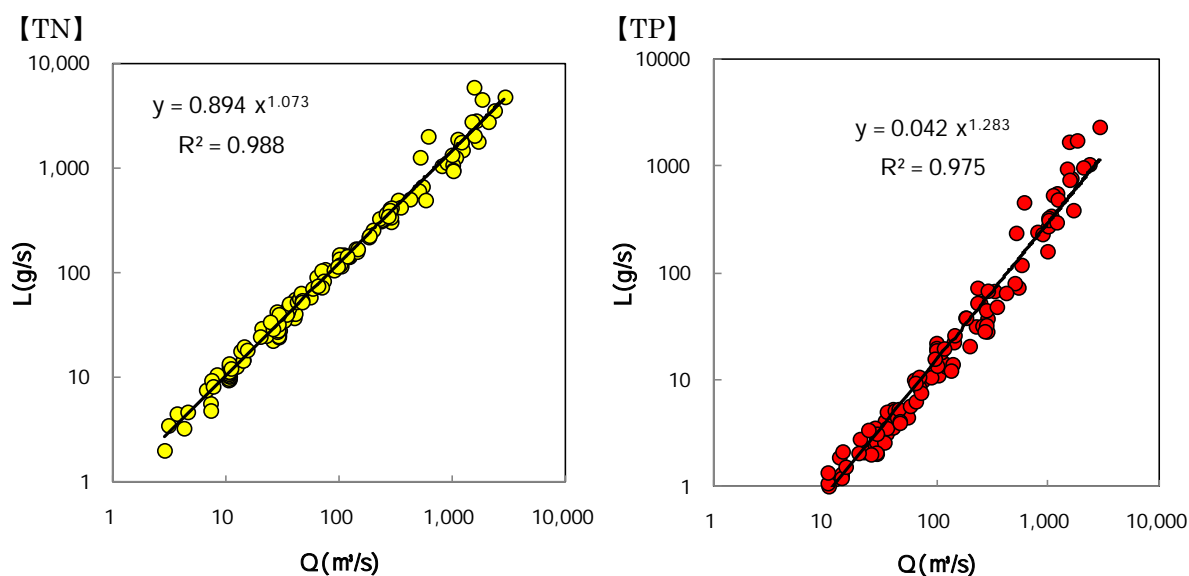 【TN】
10,000
1,000
100
10
1
y = 0.894 x^1.073
R² = 0.988
L(g/s)
1
10
100
1,000
10,000
Q(㎥/s)
【TP】
10000
1000
100
10
1
y = 0.042 x^1.283
R² = 0.975
L(g/s)
1
10
100
1,000
10,000
Q(㎥/s)